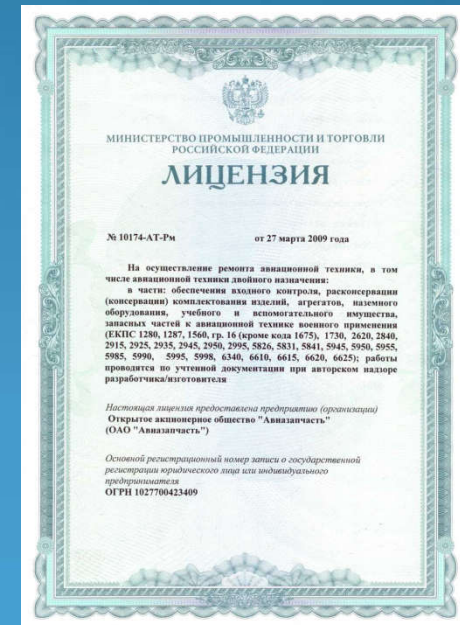 МИНИСТЕРСТВО ПРОМЫШЛЕННОСТИ И ТОРГОВЛИ
РОССИЙСКОЙ ФЕДЕРАЦИИ
ЛИЦЕНЗИЯ
№ 10174-АТ-Рм от 27 марта 2009 года
На осуществление ремонта авиационной техники, в том
числе авиационной техники двойного назначения:
в части: обеспечения входного контроля, расконсервации
(консервации) комплектования изделий, агрегатов, наземного
оборудования, учебного и вспомогательного имущества,
запасных частей к авиационной технике военного применения
(ЕКПС 1280, 1287, 1560, гр. 16 (кроме кода 1675), 1730, 2620, 2840,
2915, 2925, 2935, 2945, 2950, 2995, 5826, 5831, 5841, 5945, 5950, 5955,
5985, 5990, 5995, 5998, 6340, 6610, 6615, 6620, 6625); работы
проводятся по учтенной документации при авторском надзоре
разработчика/изготовителя
Настоящая лицензия предоставлена предприятию (организации)
Открытое акционерное общество "Авиазапчасть"
(ОАО "Авиазапчасть")
Основной регистрационный номер записи о государственной
регистрации юридического лица или индивидуального
предпринимателя
ОГРН 1027700423409